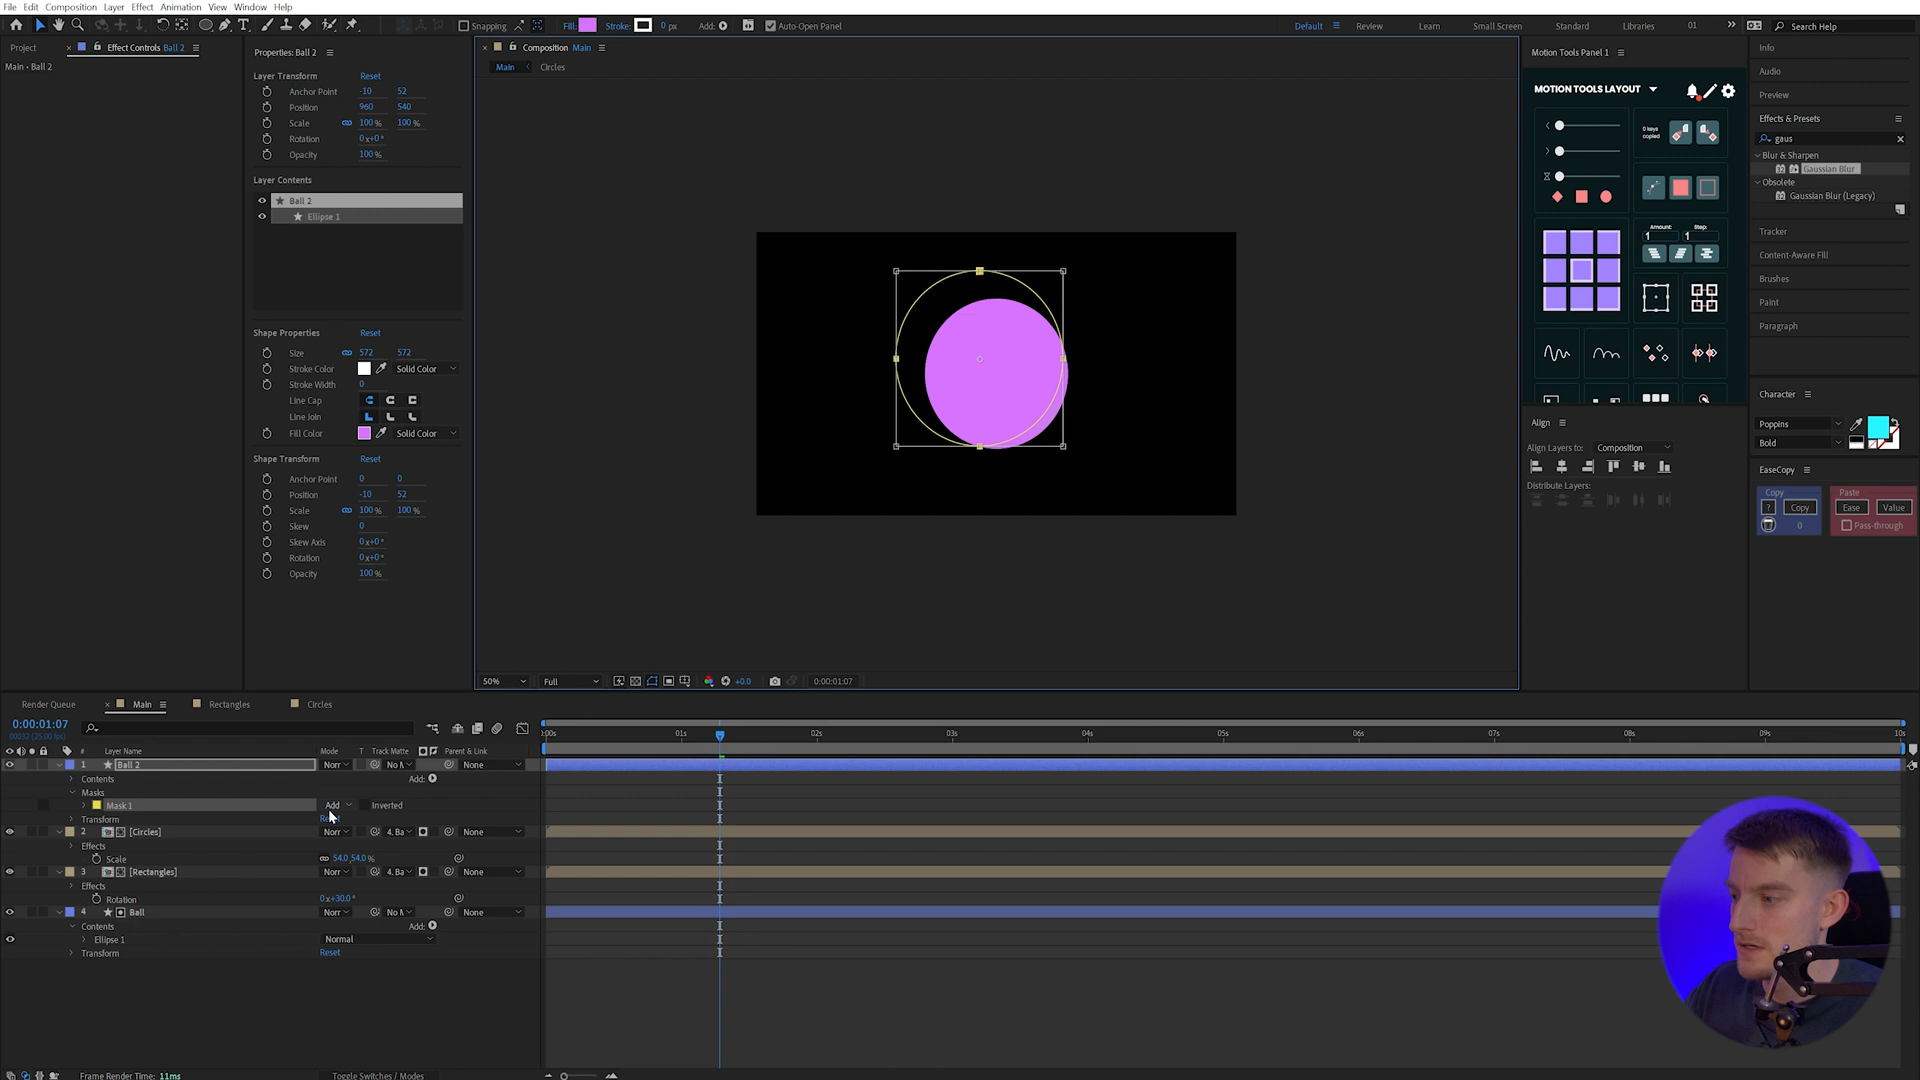 File Edit Composition Layer Effect Animation View Window Help
Snapping Fill: Stroke: 0 px Add: Auto-Open Panel
Default Review Learn Small Screen Standard Libraries 01 Search Help
Project Effect Controls Ball 2
Main • Ball 2
Properties: Ball 2
Layer Transform Reset
Anchor Point -10 52
Position 960 540
Scale 100 % 100 %
Rotation 0x+0°
Opacity 100 %
Layer Contents
Ball 2
Ellipse 1
Shape Properties Reset
Size 572 572
Stroke Color Solid Color
Stroke Width 0
Line Cap
Line Join
Fill Color Solid Color
Shape Transform Reset
Anchor Point 0 0
Position -10 52
Scale 100 % 100 %
Skew 0
Skew Axis 0x+0°
Rotation 0x+0°
Opacity 100 %
Composition Main
Main Circles
50% Full +0.0 0:00:01:07
Motion Tools Panel 1
MOTION TOOLS LAYOUT
0 keys
copied
Amount: Step:
1 1
Align
Align Layers to: Composition
Distribute Layers:
Info
Audio
Preview
Effects & Presets
gaus
Blur & Sharpen
Gaussian Blur
Obsolete
Gaussian Blur (Legacy)
Tracker
Content-Aware Fill
Brushes
Paint
Paragraph
Character
Poppins
Bold
EaseCopy
Copy Paste
? Copy Ease Value
0 Pass-through
Render Queue Main Rectangles Circles
0:00:01:07
00032 (25.00 fps)
:00s 01s 02s 03s 04s 05s 06s 07s 08s 09s 10s
# Layer Name Mode T Track Matte Parent & Link
1 Ball 2 Norr No M None
Contents Add:
Masks
Mask 1 Add Inverted
Transform Reset
2 [Circles] Norr 4. Ba None
Effects
Scale 54.0,54.0 %
3 [Rectangles] Norr 4. Ba None
Effects
Rotation 0x+30.0°
4 Ball Norr No M None
Contents Add:
Ellipse 1 Normal
Transform Reset
Frame Render Time: 11ms Toggle Switches / Modes